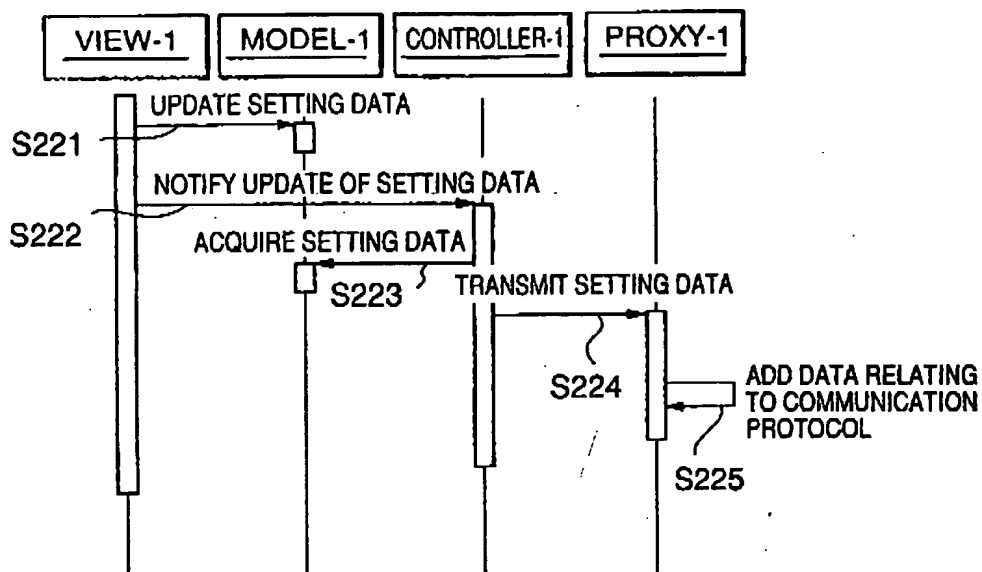 VIEW-1 MODEL-1 CONTROLLER-1 PROXY-1
UPDATE SETTING DATA
S221
NOTIFY UPDATE OF SETTING DATA
S222
ACQUIRE SETTING DATA
S223
TRANSMIT SETTING DATA
S224
ADD DATA RELATING
TO COMMUNICATION
PROTOCOL
S225